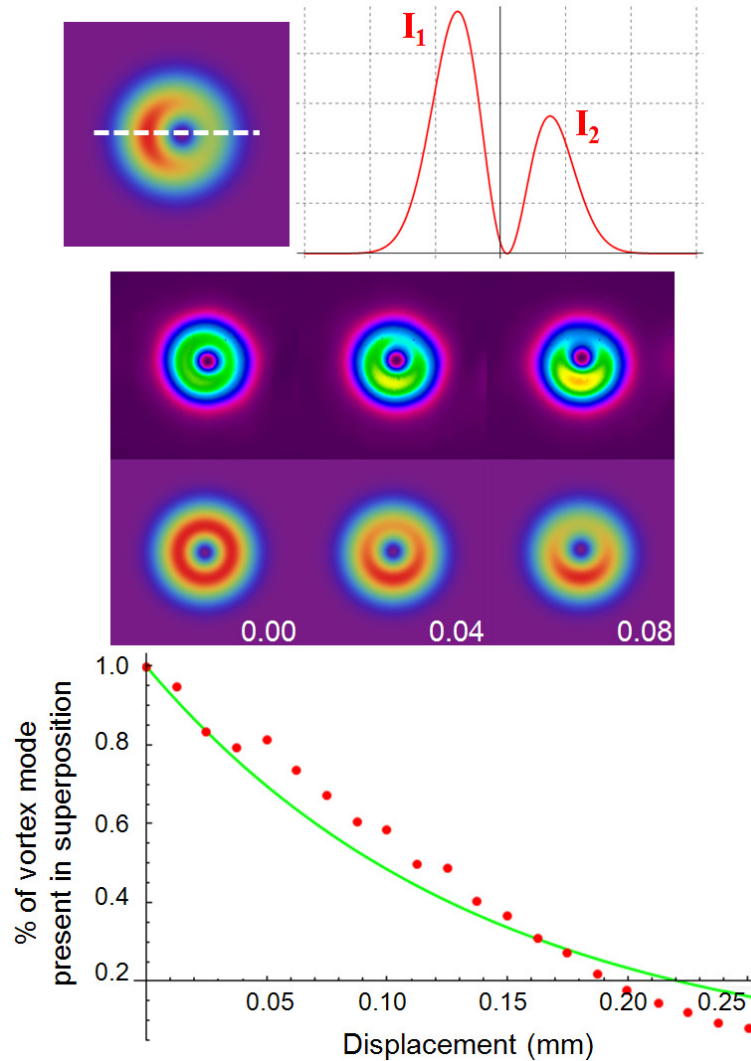 I₁
I₂
0.00
0.04
0.08
1.0
0.8
0.6
0.4
0.2
% of vortex mode
present in superposition
0.05
0.10
0.15
0.20
0.25
Displacement (mm)